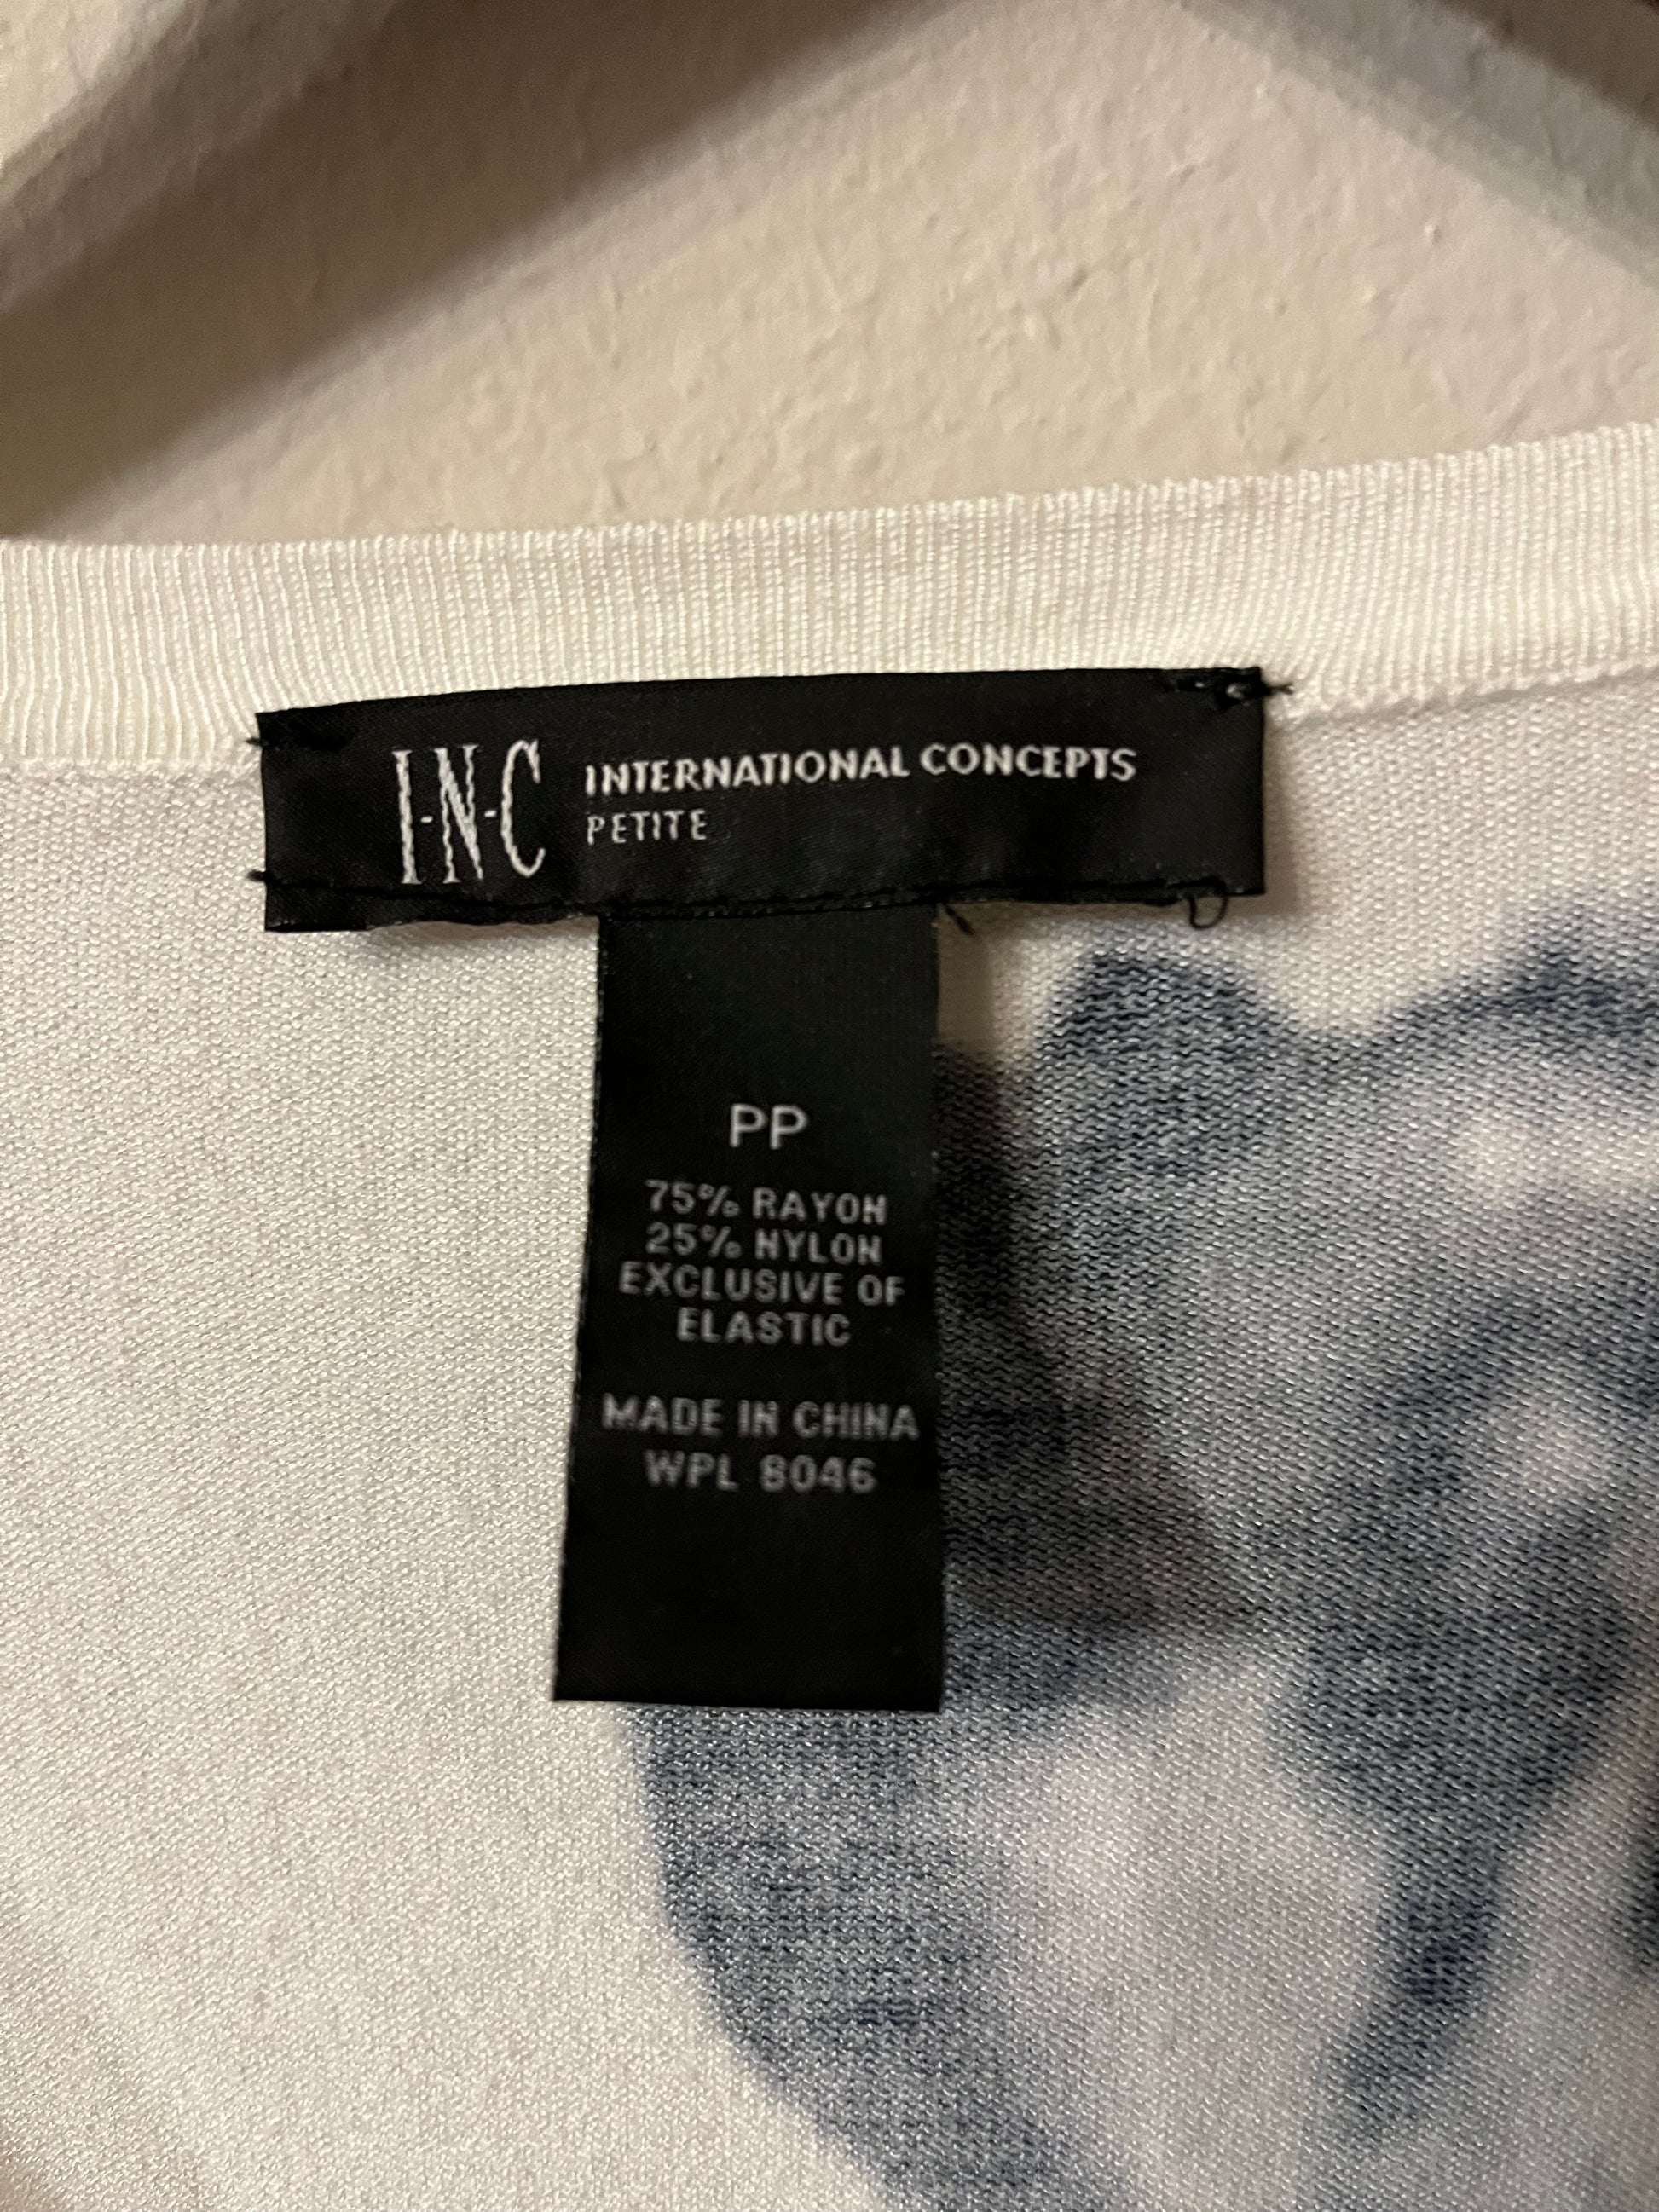 I-N-C INTERNATIONAL CONCEPTS
PETITE
PP
75% RAYON
25% NYLON
EXCLUSIVE OF
ELASTIC
MADE IN CHINA
WPL 8046